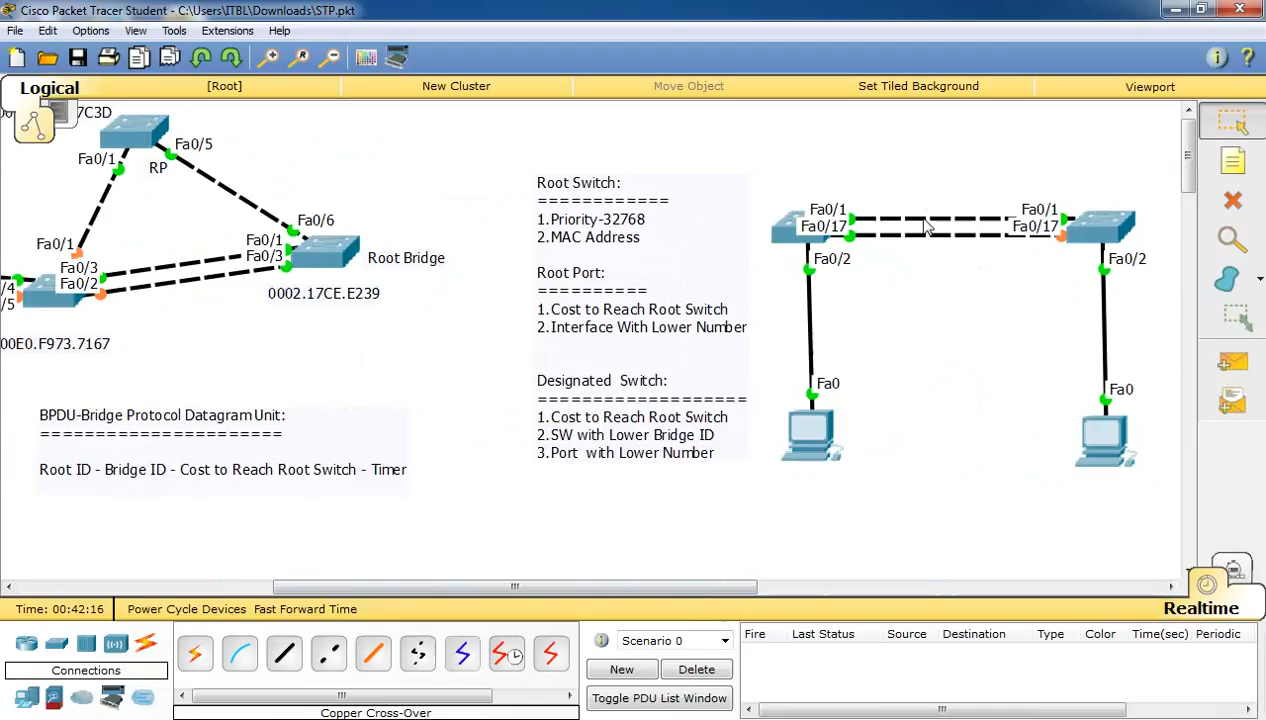 Cisco Packet Tracer Student - C:\Users\ITBL\Downloads\STP.pkt
File Edit Options View Tools Extensions Help
Logical [Root] New Cluster Move Object Set Tiled Background Viewport
7C3D
Fa0/5
Fa0/1
RP
Fa0/6
Fa0/1
Fa0/1
Fa0/3
Root Bridge
Fa0/3
Fa0/2
0002.17CE.E239
00E0.F973.7167
BPDU-Bridge Protocol Datagram Unit:
======================
Root ID - Bridge ID - Cost to Reach Root Switch - Timer
Root Switch:
============
1.Priority-32768
2.MAC Address
Root Port:
==========
1.Cost to Reach Root Switch
2.Interface With Lower Number
Designated Switch:
===================
1.Cost to Reach Root Switch
2.SW with Lower Bridge ID
3.Port with Lower Number
Fa0/1 Fa0/1
Fa0/17 Fa0/17
Fa0/2 Fa0/2
Fa0 Fa0
Time: 00:42:16 Power Cycle Devices Fast Forward Time Realtime
Connections
Copper Cross-Over
Scenario 0
New Delete
Toggle PDU List Window
Fire Last Status Source Destination Type Color Time(sec) Periodic